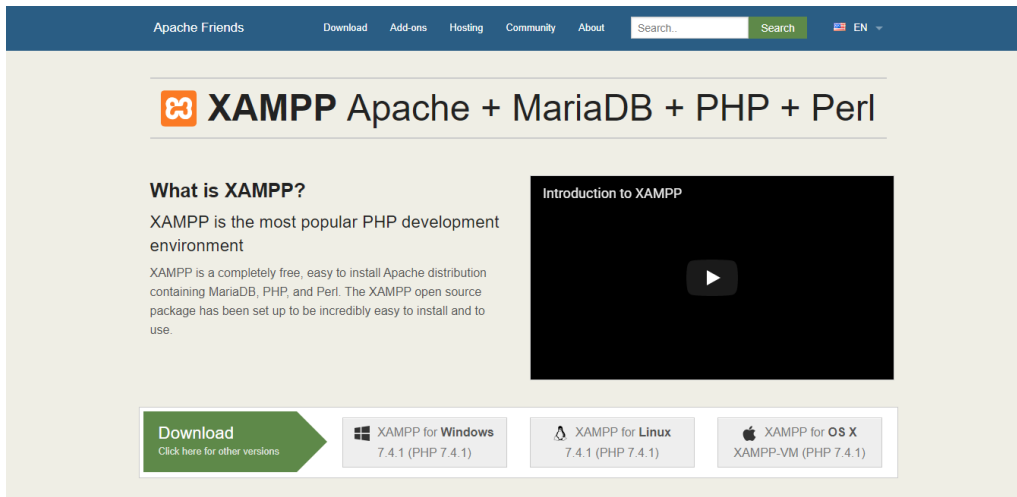 Apache Friends
Download
Add-ons
Hosting
Community
About
Search..
Search
EN
XAMPP Apache + MariaDB + PHP + Perl
What is XAMPP?
XAMPP is the most popular PHP development
environment
XAMPP is a completely free, easy to install Apache distribution
containing MariaDB, PHP, and Perl. The XAMPP open source
package has been set up to be incredibly easy to install and to
use.
Introduction to XAMPP
Download
Click here for other versions
XAMPP for Windows
7.4.1 (PHP 7.4.1)
XAMPP for Linux
7.4.1 (PHP 7.4.1)
XAMPP for OS X
XAMPP-VM (PHP 7.4.1)